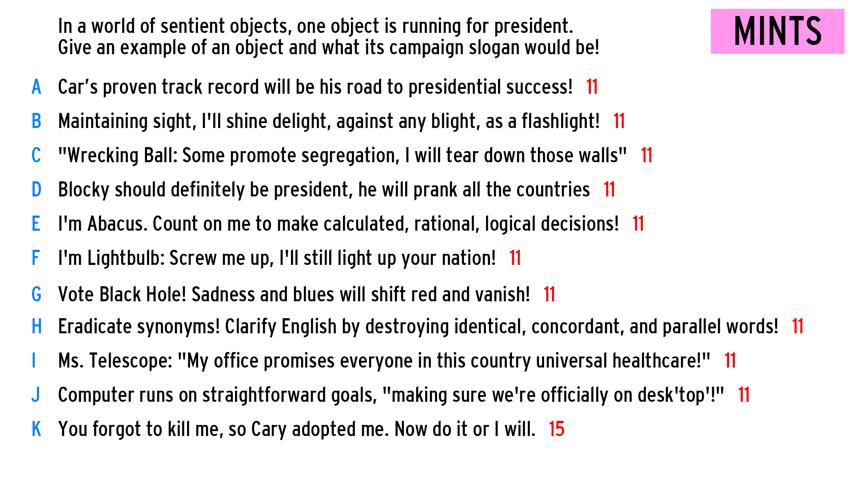 In a world of sentient objects, one object is running for president.
Give an example of an object and what its campaign slogan would be!
MINTS
A Car's proven track record will be his road to presidential success! 11
B Maintaining sight, I'll shine delight, against any blight, as a flashlight! 11
C "Wrecking Ball: Some promote segregation, I will tear down those walls" 11
D Blocky should definitely be president, he will prank all the countries 11
E I'm Abacus. Count on me to make calculated, rational, logical decisions! 11
F I'm Lightbulb: Screw me up, I'll still light up your nation! 11
G Vote Black Hole! Sadness and blues will shift red and vanish! 11
H Eradicate synonyms! Clarify English by destroying identical, concordant, and parallel words! 11
I Ms. Telescope: "My office promises everyone in this country universal healthcare!" 11
J Computer runs on straightforward goals, "making sure we're officially on desk'top'!" 11
K You forgot to kill me, so Cary adopted me. Now do it or I will. 15